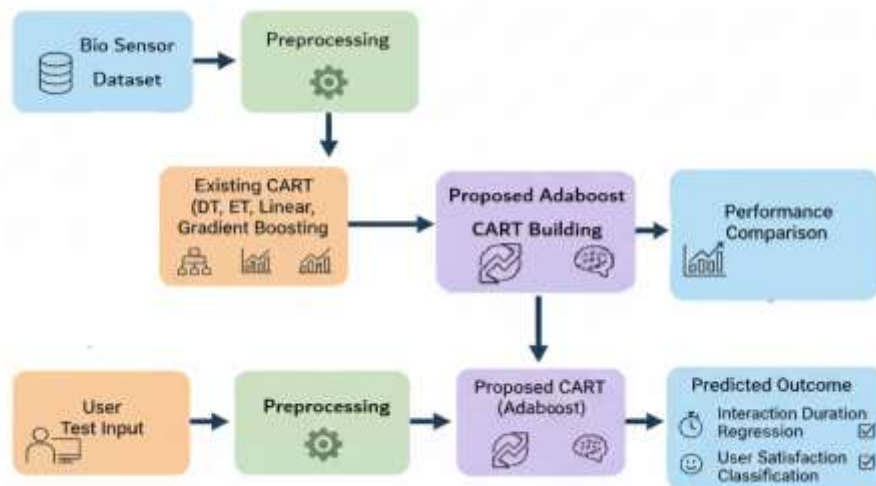 Bio Sensor
Dataset
Preprocessing
Existing CART
(DT, ET, Linear,
Gradient Boosting
Proposed Adaboost
CART Building
Performance
Comparison
User
Test Input
Preprocessing
Proposed CART
(Adaboost)
Predicted Outcome
Interaction Duration
Regression
User Satisfaction
Classification